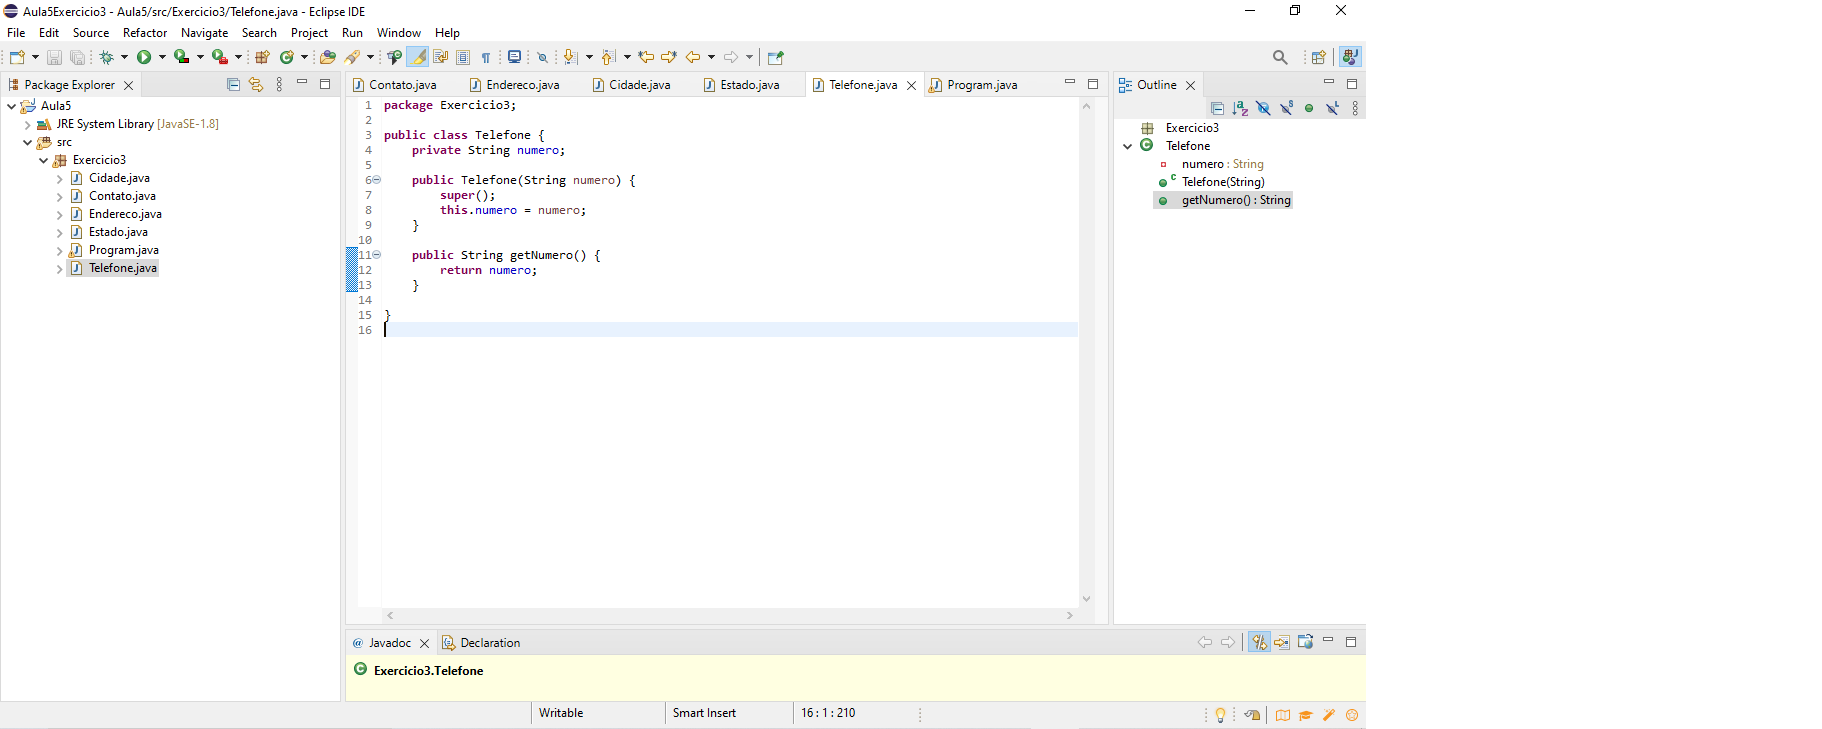 Aula5Exercicio3 - Aula5/src/Exercicio3/Telefone.java - Eclipse IDE
File Edit Source Refactor Navigate Search Project Run Window Help
Package Explorer
Aula5
JRE System Library [JavaSE-1.8]
src
Exercicio3
Cidade.java
Contato.java
Endereco.java
Estado.java
Program.java
Telefone.java
Contato.java Endereco.java Cidade.java Estado.java Telefone.java Program.java
1 package Exercicio3;
2
3 public class Telefone {
4 private String numero;
5
6 public Telefone(String numero) {
7 super();
8 this.numero = numero;
9 }
10
11 public String getNumero() {
12 return numero;
13 }
14
15 }
16
Outline
Exercicio3
Telefone
numero : String
Telefone(String)
getNumero() : String
@ Javadoc Declaration
Exercicio3.Telefone
Writable Smart Insert 16 : 1 : 210